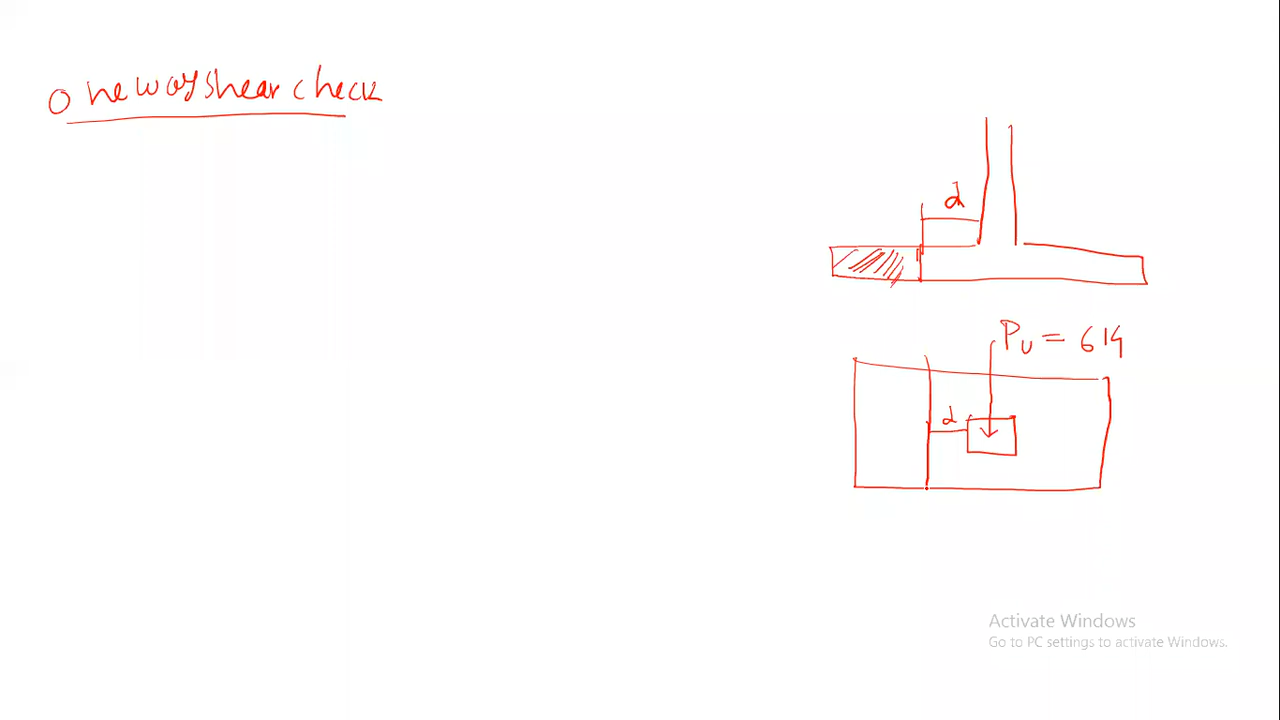 One way shear check
d
Pu = 614
d
Activate Windows
Go to PC settings to activate Windows.